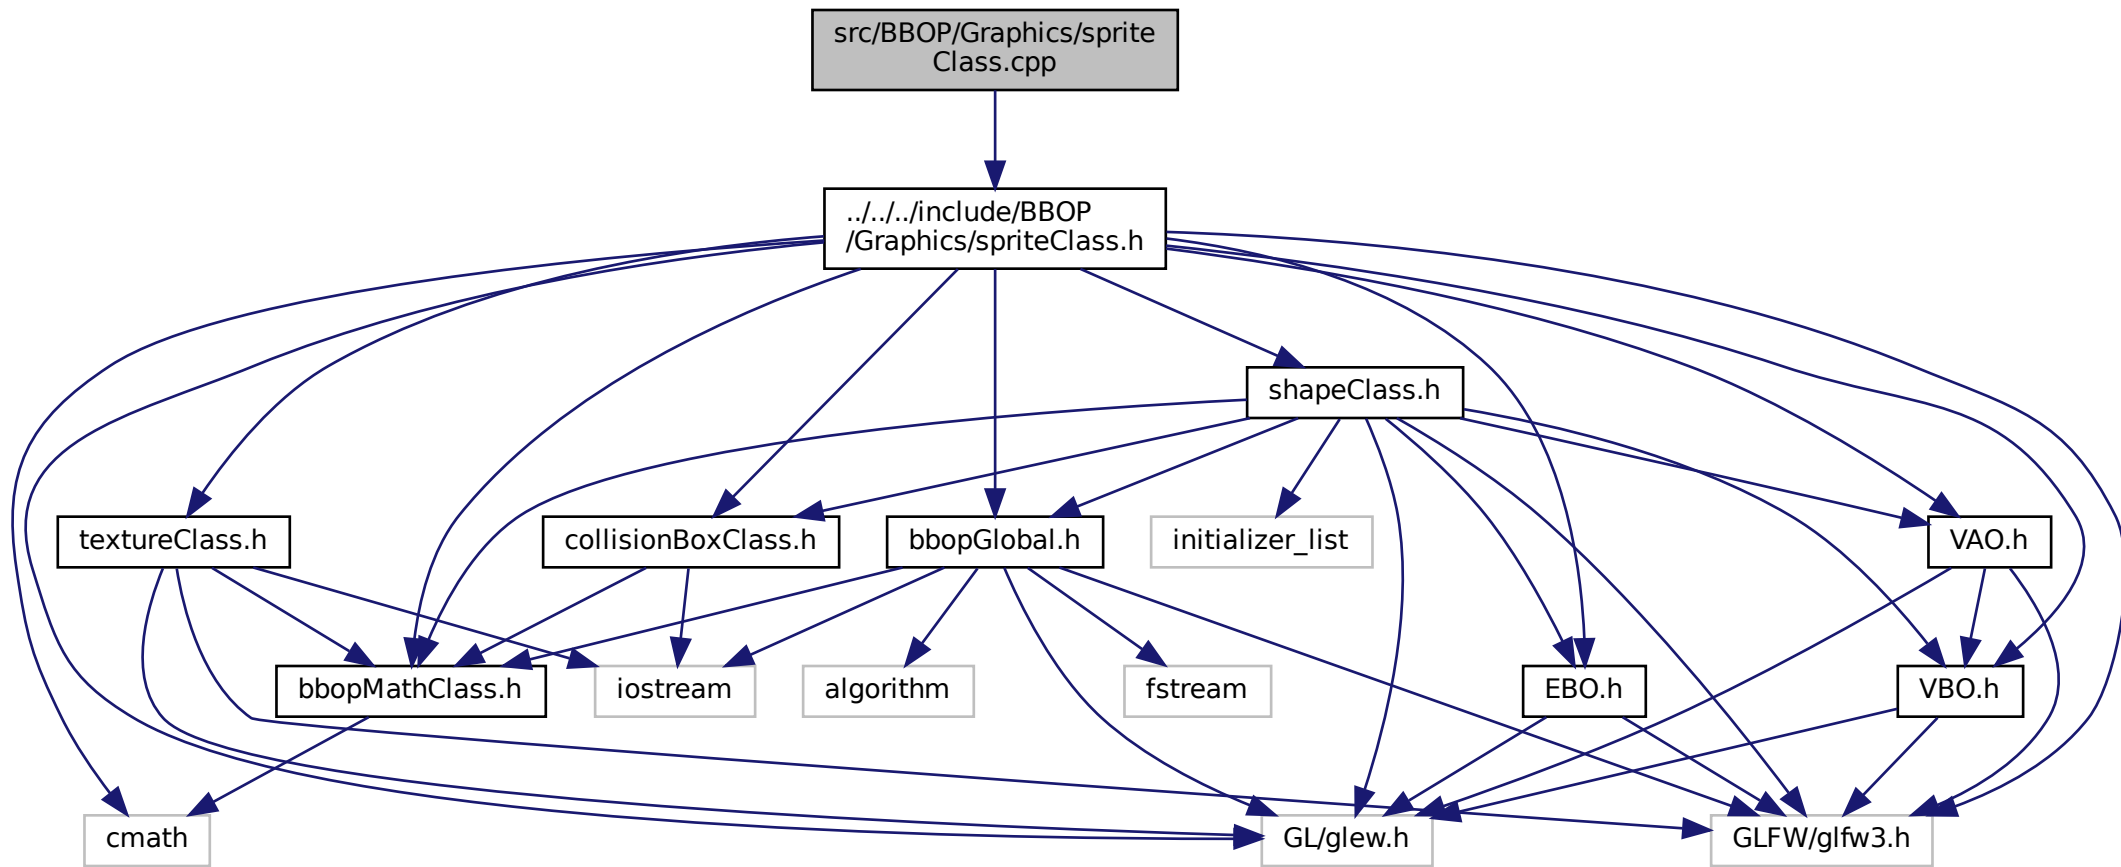 src/BBOP/Graphics/sprite
Class.cpp
../../../include/BBOP
/Graphics/spriteClass.h
shapeClass.h
textureClass.h
collisionBoxClass.h
bbopGlobal.h
initializer_list
VAO.h
bbopMathClass.h
iostream
algorithm
fstream
EBO.h
VBO.h
cmath
GL/glew.h
GLFW/glfw3.h